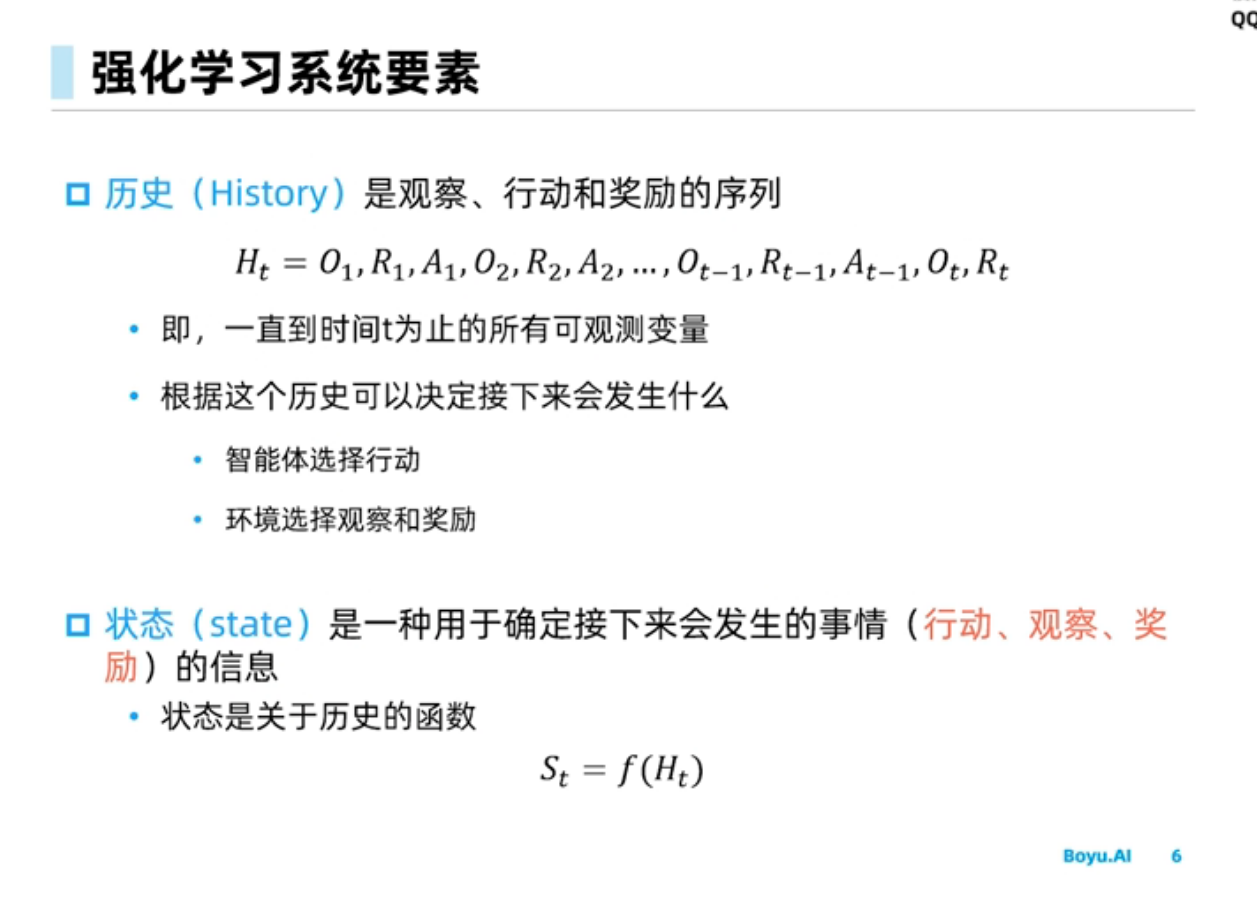 QQ
强化学习系统要素
历史（History）是观察、行动和奖励的序列
H_t = O_1, R_1, A_1, O_2, R_2, A_2, ... , O_{t−1}, R_{t−1}, A_{t−1}, O_t, R_t
• 即，一直到时间t为止的所有可观测变量
• 根据这个历史可以决定接下来会发生什么
• 智能体选择行动
• 环境选择观察和奖励
状态（state）是一种用于确定接下来会发生的事情（行动、观察、奖
励）的信息
• 状态是关于历史的函数
S_t = f(H_t)
Boyu.AI 6